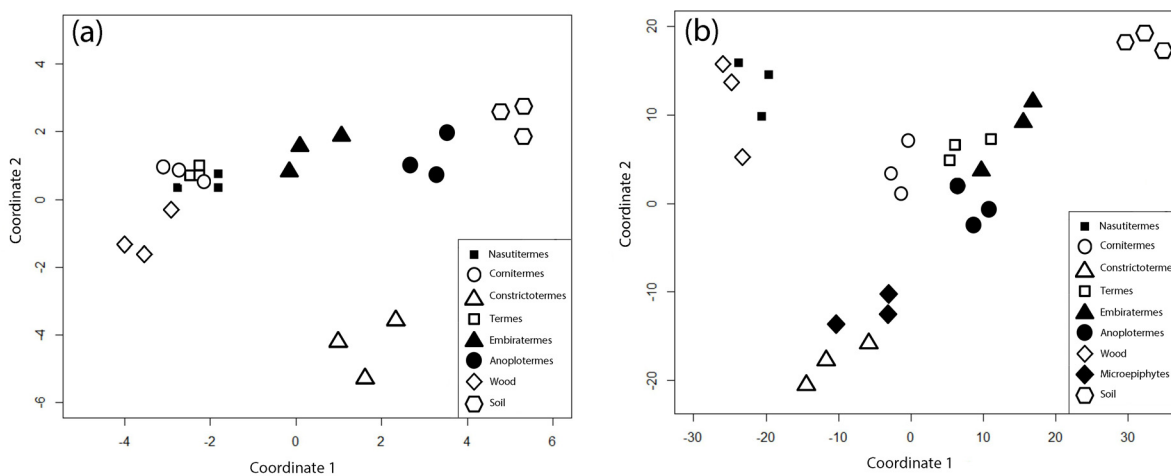 (a)
Coordinate 2
4
2
0
-2
-4
-6
-4
-2
0
2
4
6
Coordinate 1
Nasutitermes
Cornitermes
Constrictotermes
Termes
Embiratermes
Anoplotermes
Wood
Soil
(b)
Coordinate 2
20
10
0
-10
-20
-30
-20
-10
0
10
20
30
Coordinate 1
Nasutitermes
Cornitermes
Constrictotermes
Termes
Embiratermes
Anoplotermes
Wood
Microepiphytes
Soil